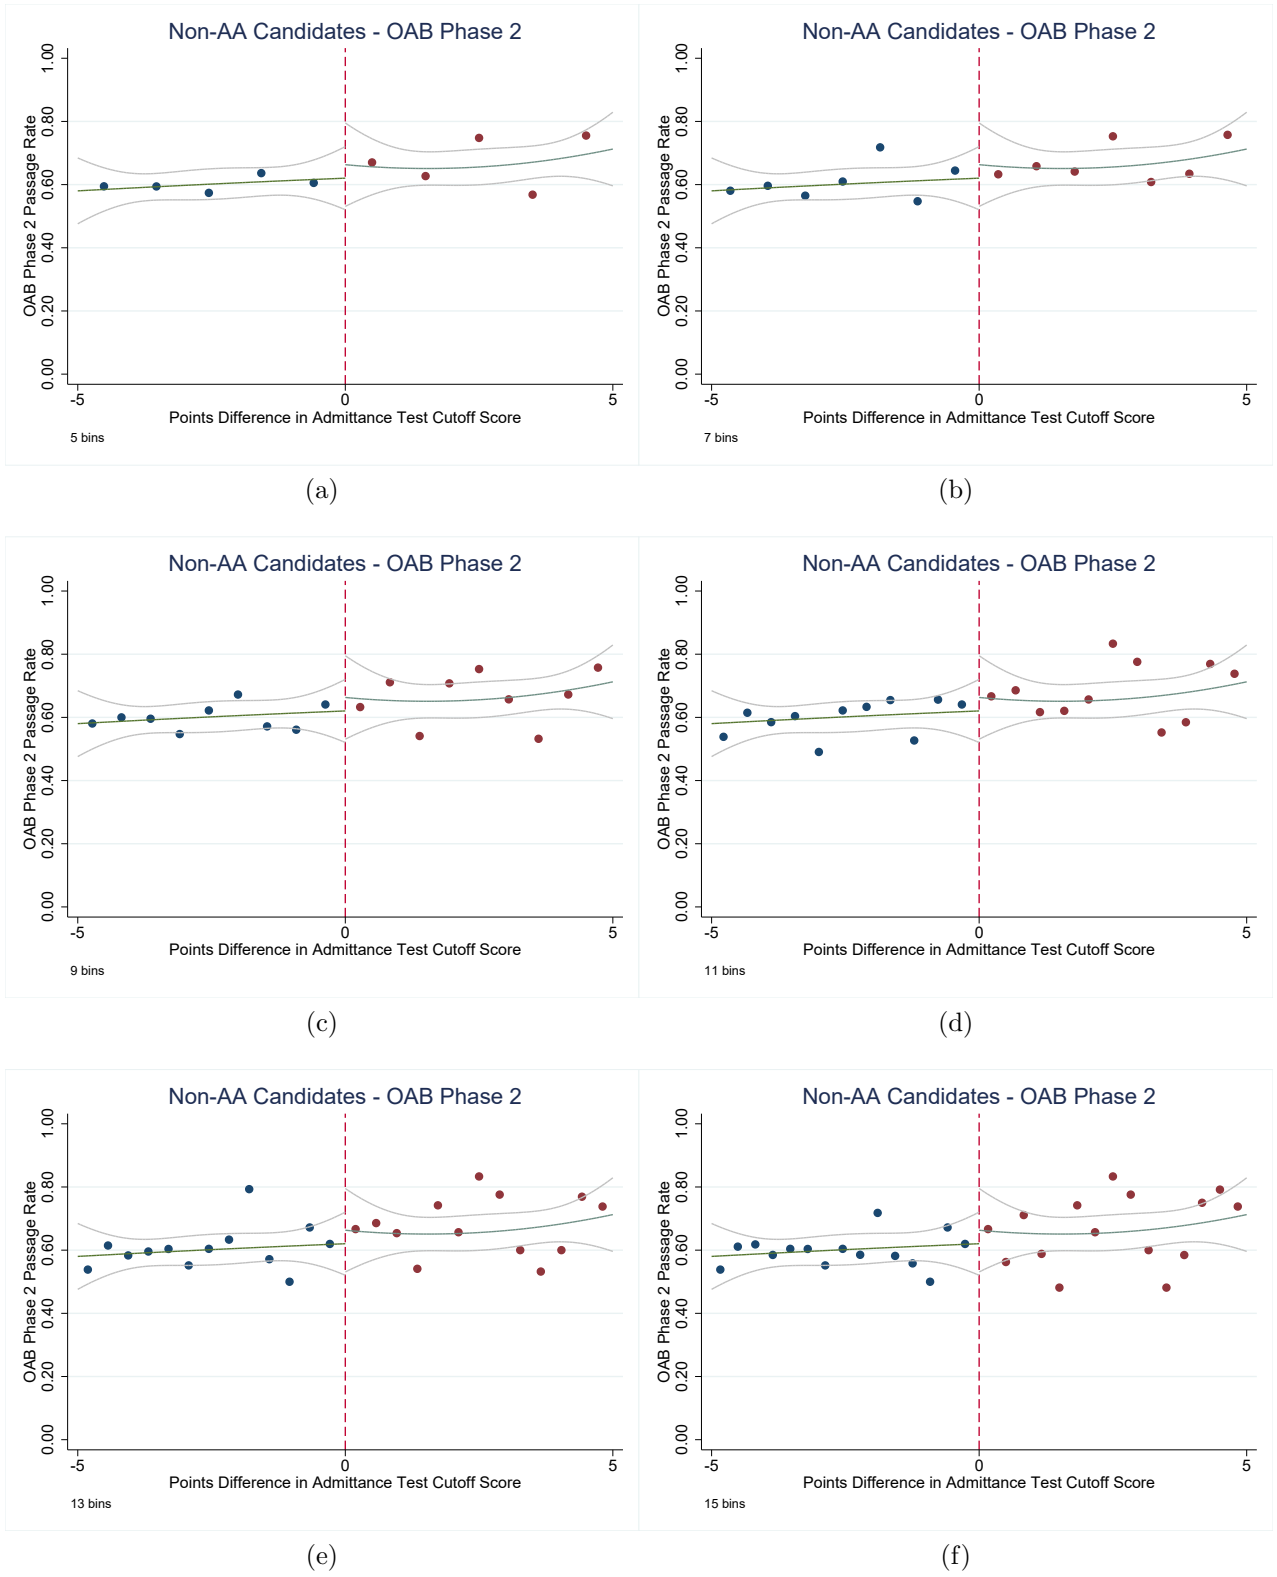 Non-AA Candidates - OAB Phase 2
OAB Phase 2 Passage Rate
0.00 0.20 0.40 0.60 0.80 1.00
-5 0 5
Points Difference in Admittance Test Cutoff Score
5 bins
(a)
Non-AA Candidates - OAB Phase 2
OAB Phase 2 Passage Rate
0.00 0.20 0.40 0.60 0.80 1.00
-5 0 5
Points Difference in Admittance Test Cutoff Score
7 bins
(b)
Non-AA Candidates - OAB Phase 2
OAB Phase 2 Passage Rate
0.00 0.20 0.40 0.60 0.80 1.00
-5 0 5
Points Difference in Admittance Test Cutoff Score
9 bins
(c)
Non-AA Candidates - OAB Phase 2
OAB Phase 2 Passage Rate
0.00 0.20 0.40 0.60 0.80 1.00
-5 0 5
Points Difference in Admittance Test Cutoff Score
11 bins
(d)
Non-AA Candidates - OAB Phase 2
OAB Phase 2 Passage Rate
0.00 0.20 0.40 0.60 0.80 1.00
-5 0 5
Points Difference in Admittance Test Cutoff Score
13 bins
(e)
Non-AA Candidates - OAB Phase 2
OAB Phase 2 Passage Rate
0.00 0.20 0.40 0.60 0.80 1.00
-5 0 5
Points Difference in Admittance Test Cutoff Score
15 bins
(f)